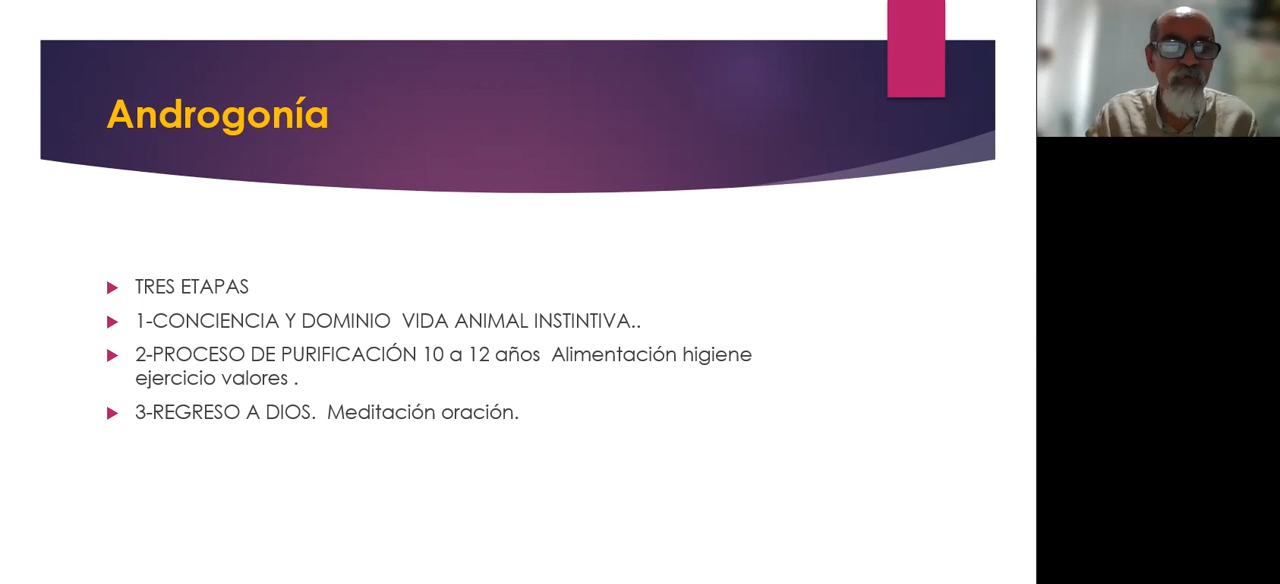 Androgonía
TRES ETAPAS
1-CONCIENCIA Y DOMINIO  VIDA ANIMAL INSTINTIVA..
2-PROCESO DE PURIFICACIÓN 10 a 12 años  Alimentación higiene
ejercicio valores .
3-REGRESO A DIOS.  Meditación oración.